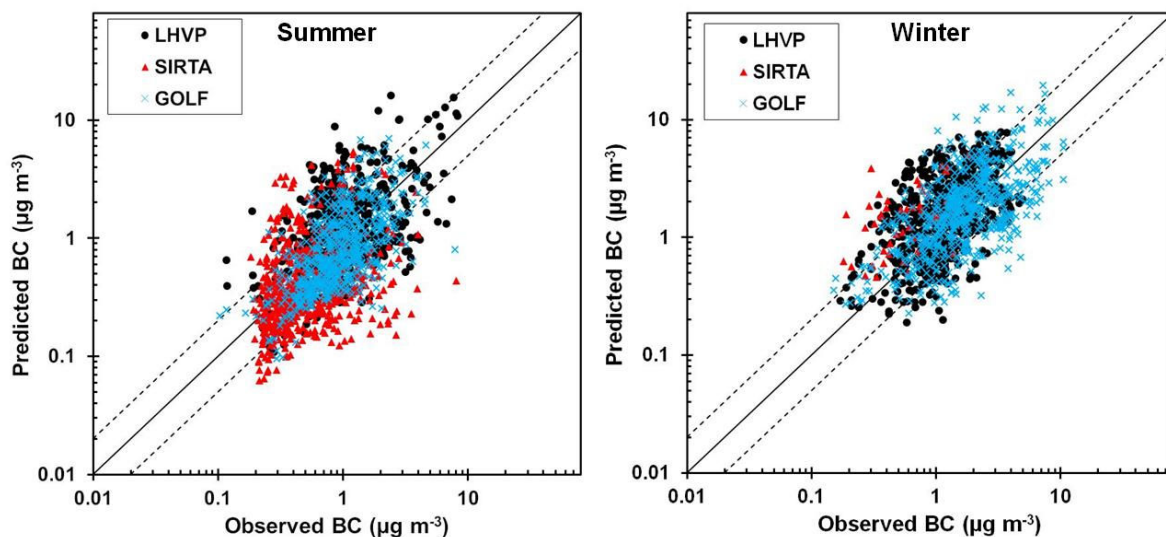 Summer
LHVP
SIRTA
GOLF
10
1
0.1
0.01
Predicted BC (µg m-3)
0.01
0.1
1
10
Observed BC (µg m-3)
Winter
LHVP
SIRTA
GOLF
10
1
0.1
0.01
Predicted BC (µg m-3)
0.01
0.1
1
10
Observed BC (µg m-3)